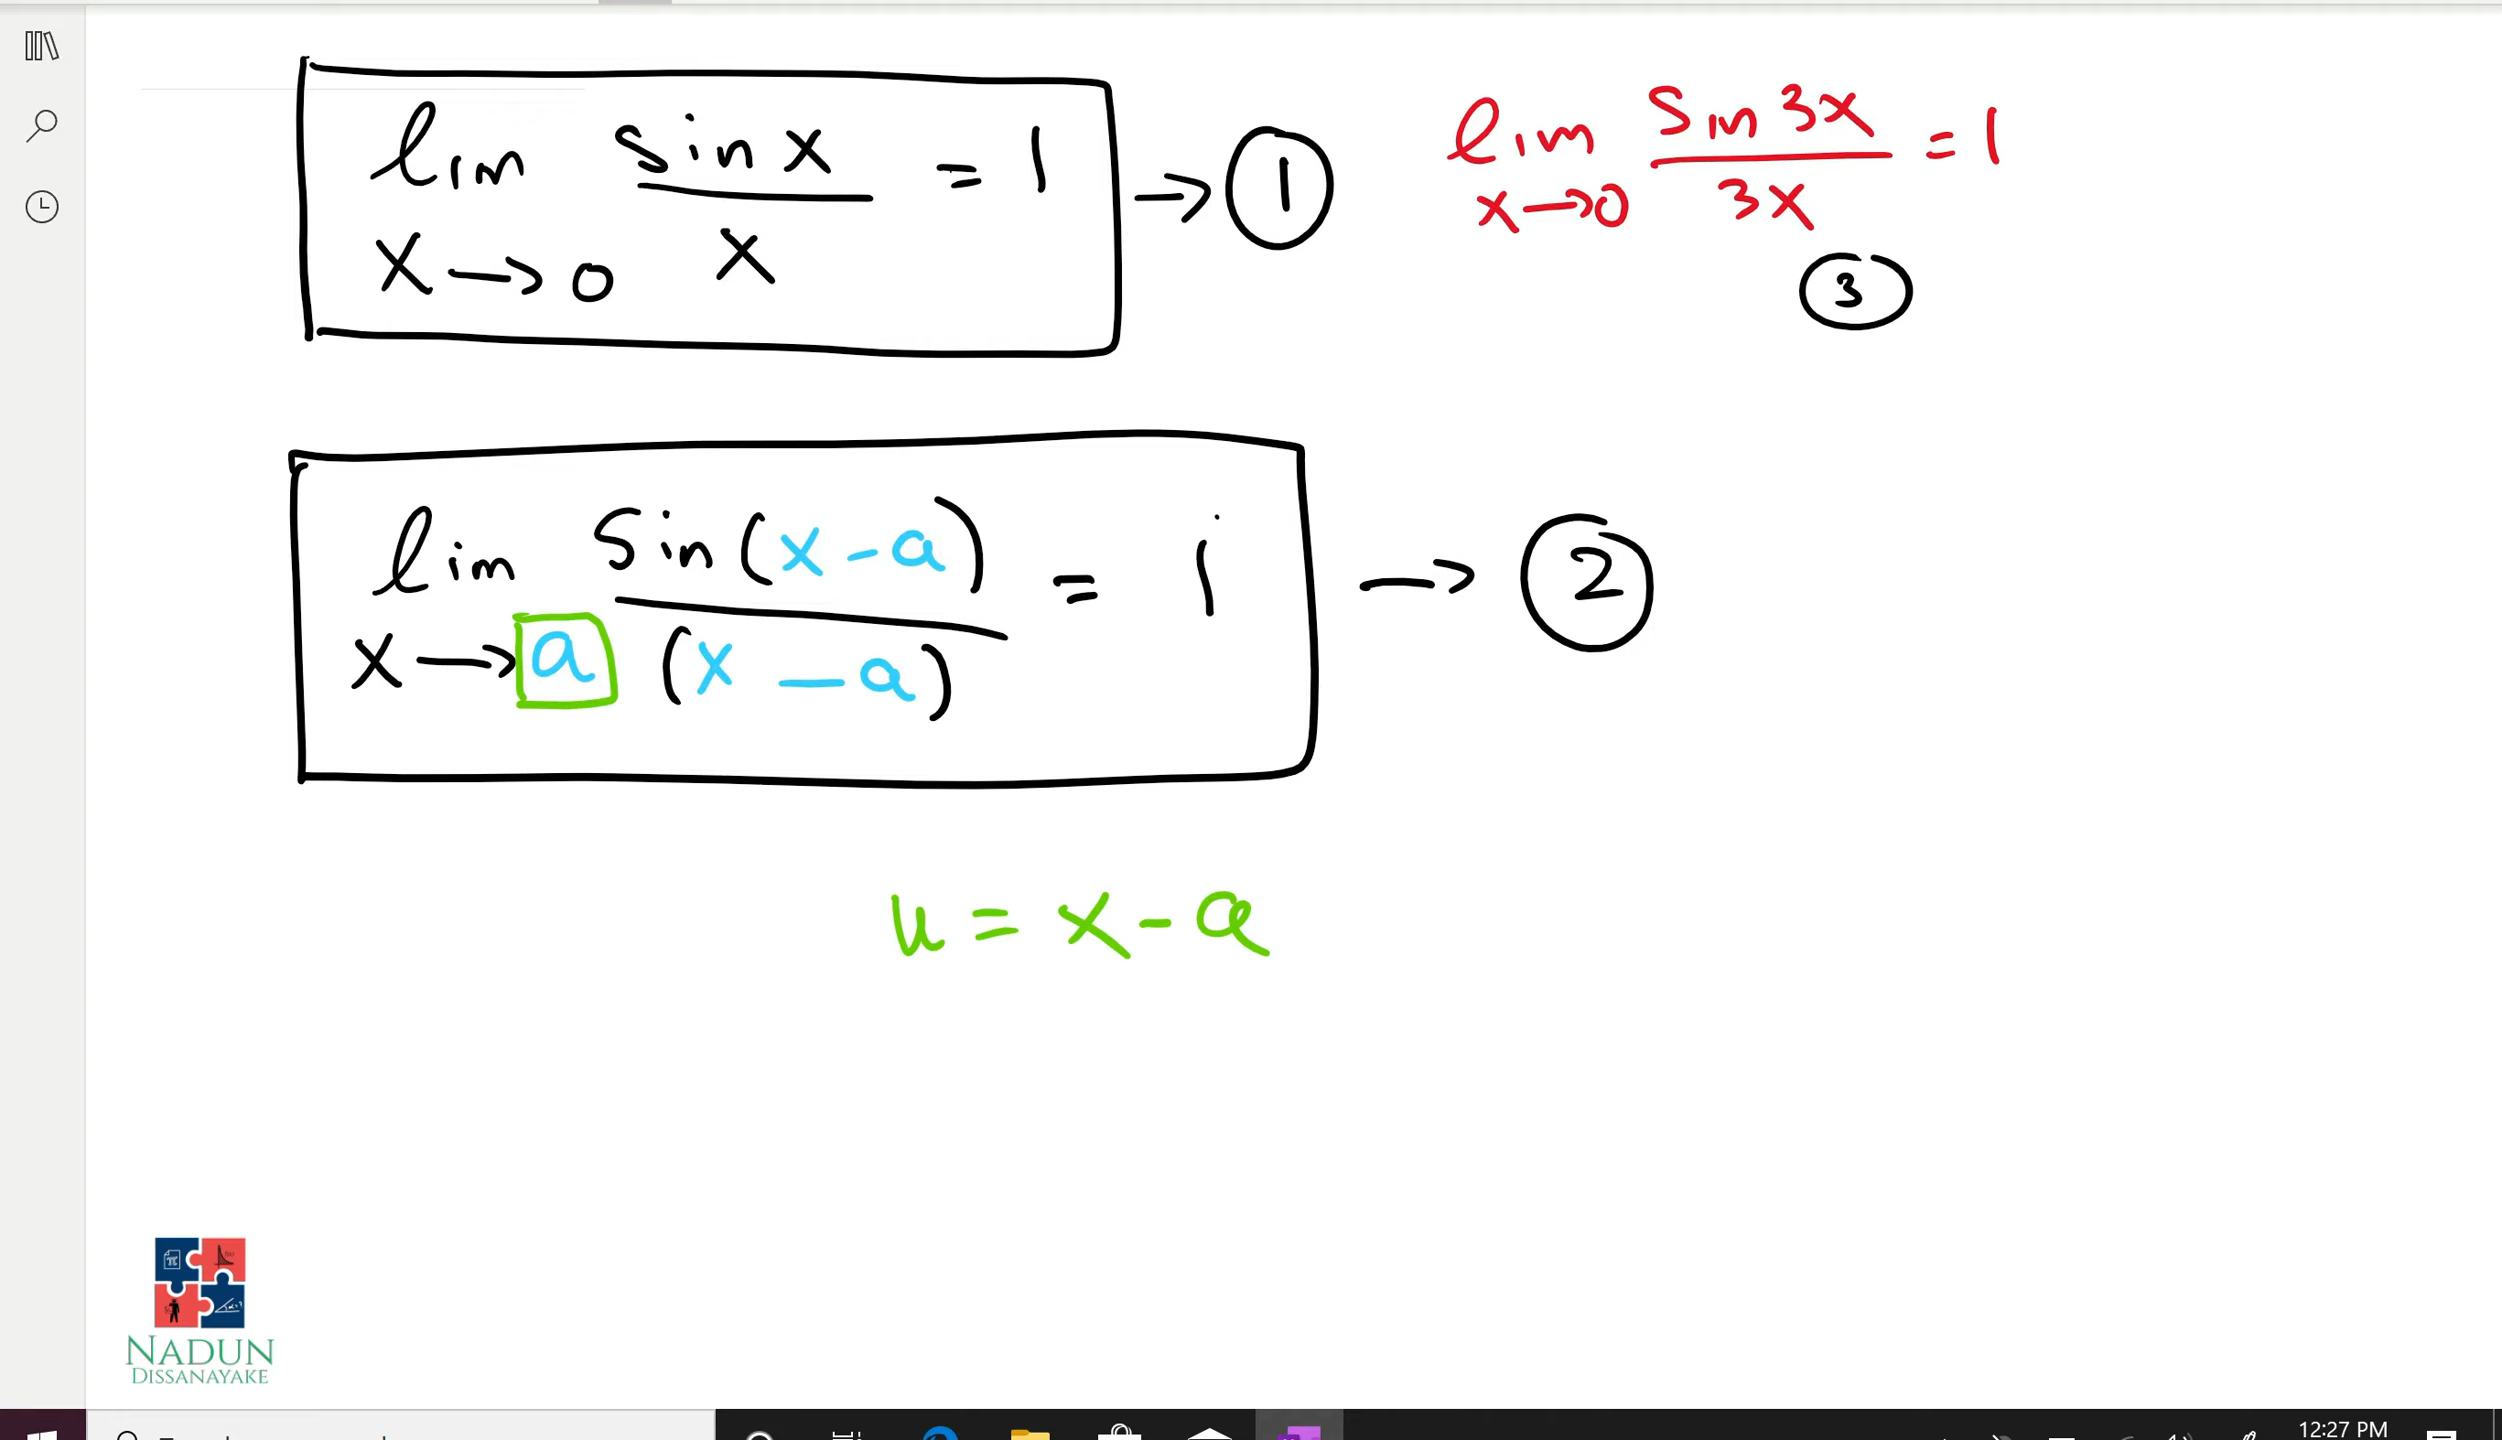 lim sin x / x = 1 → 1
x → 0
lim sin 3x / 3x = 1
x → 0
3
lim sin(x - a) / (x - a) = 1 → 2
x → a
u = x - a
NADUN
DISSANAYAKE
12:27 PM